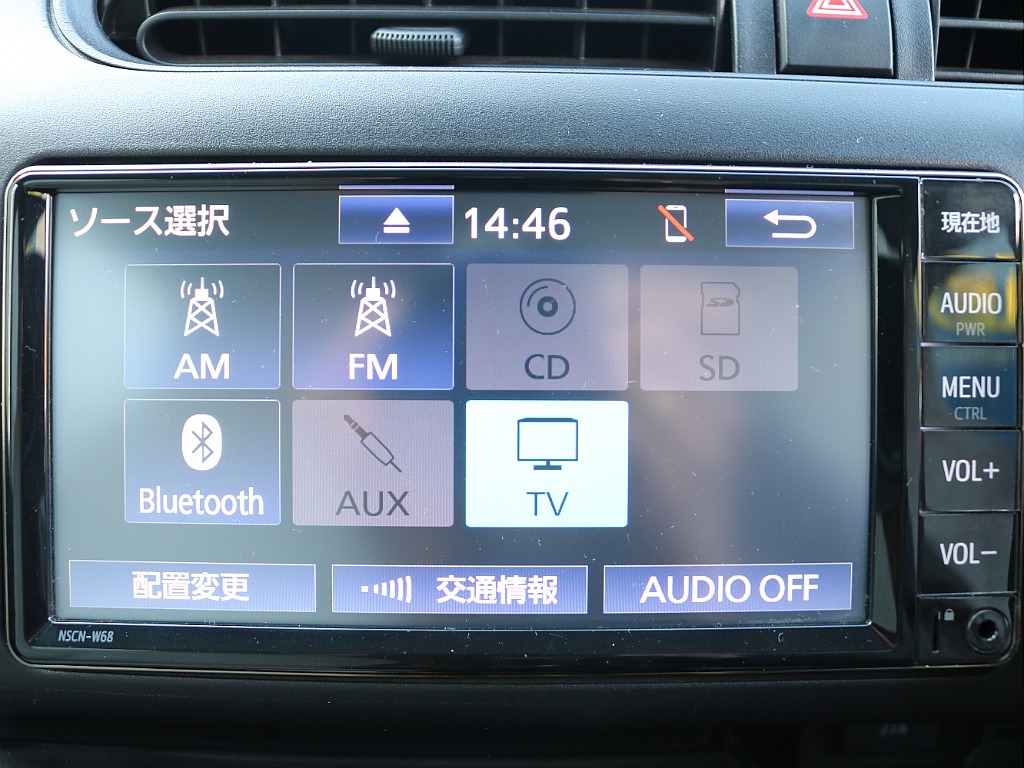 ソース選択
14:46
現在地
AM
FM
CD
SD
AUDIO
PWR
MENU
CTRL
Bluetooth
AUX
TV
VOL+
VOL−
配置変更
交通情報
AUDIO OFF
NSCN-W68